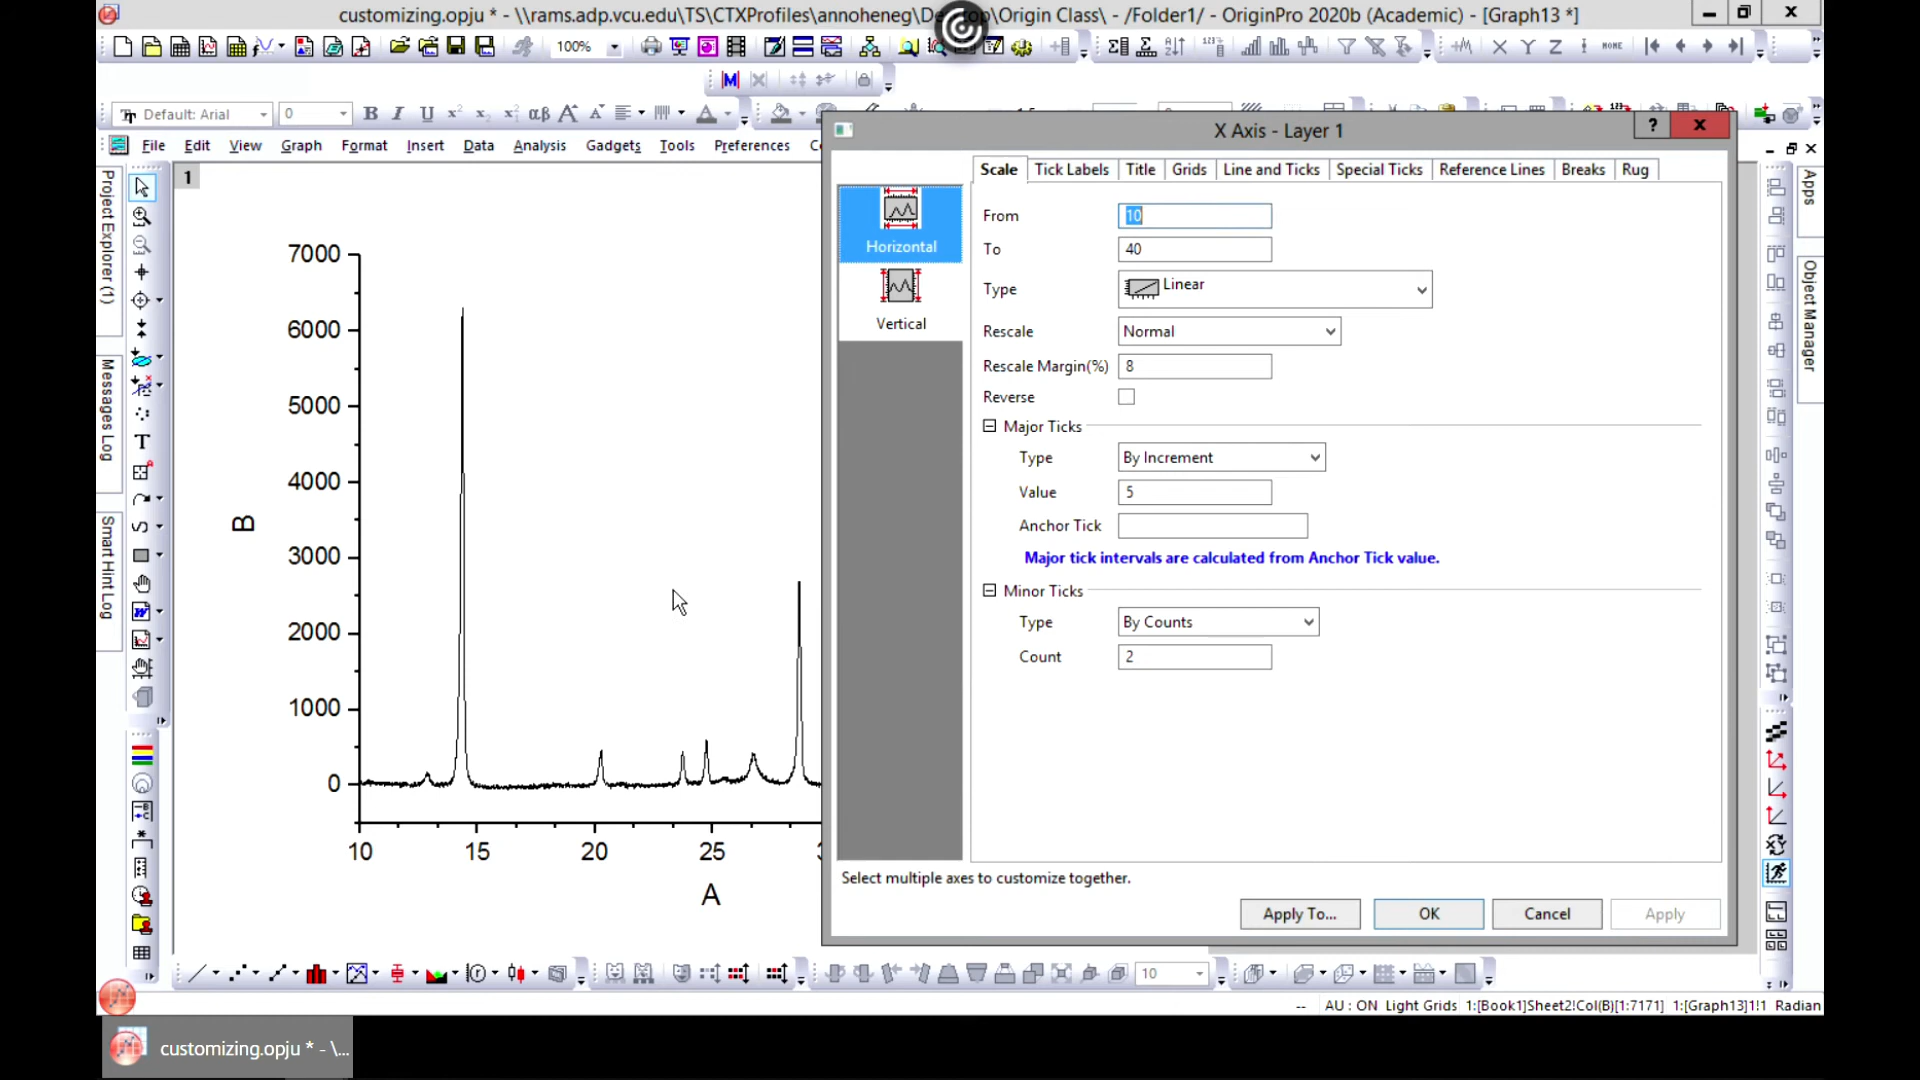 customizing.opju * - \\rams.adp.vcu.edu\TS\CTXProfiles\annoheneg\Desktop\Origin Class\ - /Folder1/ - OriginPro 2020b (Academic) - [Graph13 *]
100%
Default: Arial
0
B I U
File Edit View Graph Format Insert Data Analysis Gadgets Tools Preferences
1
Project Explorer (1)
Messages Log
Smart Hint Log
Apps
Object Manager
7000
6000
5000
4000
3000
2000
1000
0
B
10 15 20 25
A
X Axis - Layer 1
Scale Tick Labels Title Grids Line and Ticks Special Ticks Reference Lines Breaks Rug
Horizontal
Vertical
From 10
To 40
Type Linear
Rescale Normal
Rescale Margin(%) 8
Reverse
Major Ticks
Type By Increment
Value 5
Anchor Tick
Major tick intervals are calculated from Anchor Tick value.
Minor Ticks
Type By Counts
Count 2
Select multiple axes to customize together.
Apply To... OK Cancel Apply
10
-- AU : ON Light Grids 1:[Book1]Sheet2!Col(B)[1:7171] 1:[Graph13]1!1 Radian
customizing.opju * - \...